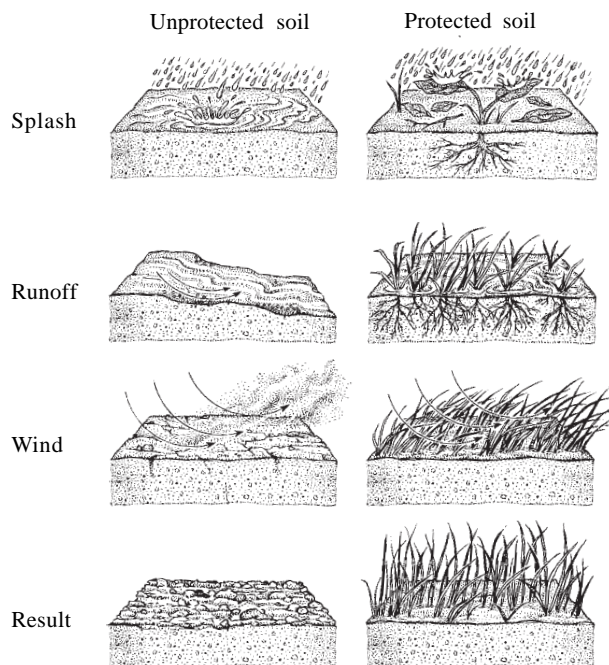 Unprotected soil
Protected soil
Splash
Runoff
Wind
Result